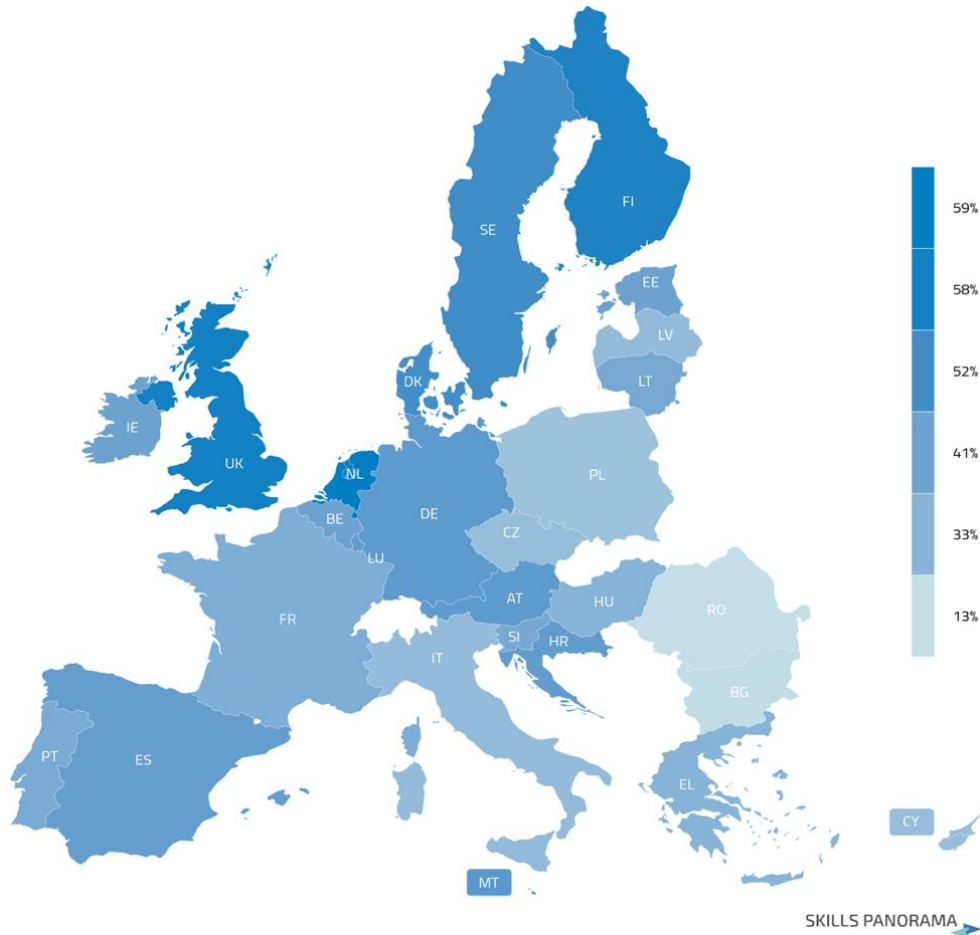 FI
59%
SE
EE
58%
LV
52%
DK
LT
IE
41%
UK
NL
PL
DE
BE
CZ
33%
LU
AT
HU
FR
RO
13%
SI
HR
IT
BG
PT
ES
EL
CY
MT
SKILLS PANORAMA